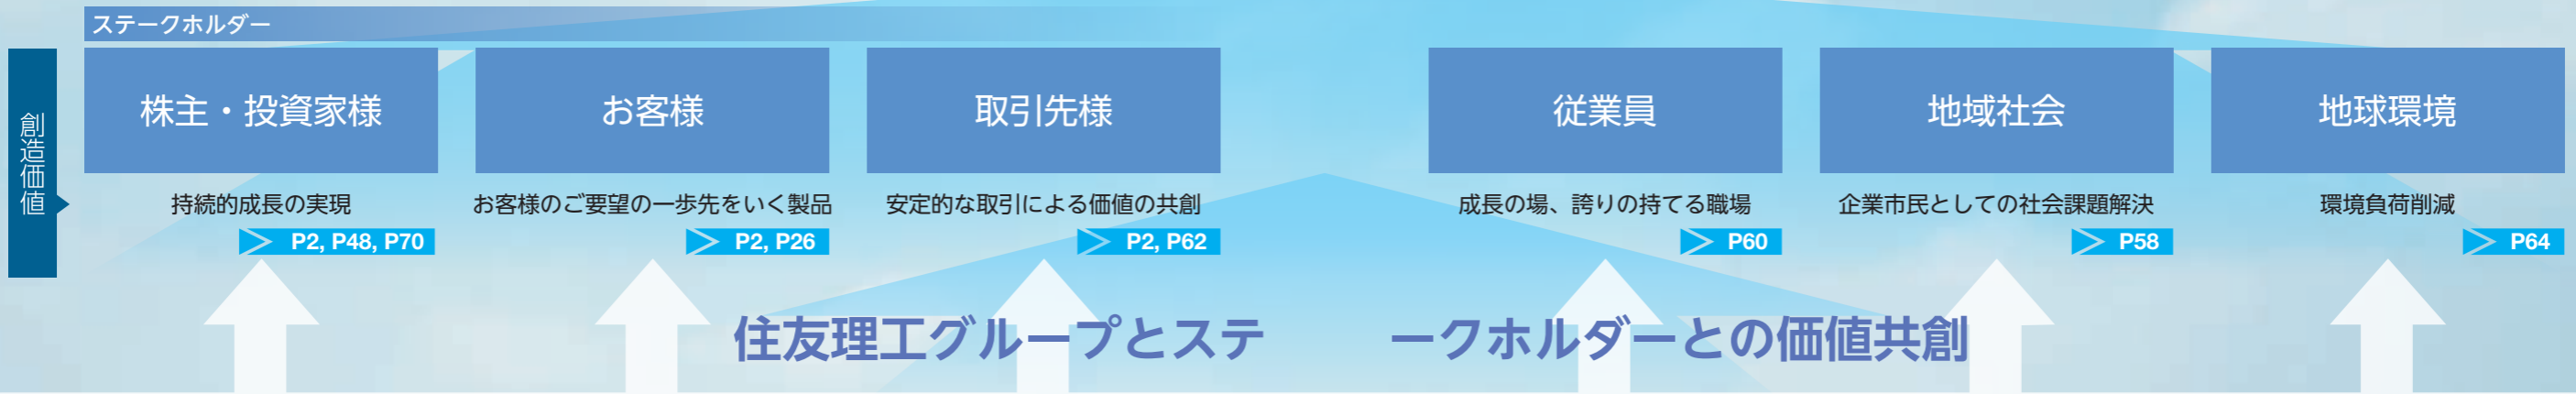 ステークホルダー
創造価値
株主・投資家様
持続的成長の実現
P2, P48, P70
お客様
お客様のご要望の一歩先をいく製品
P2, P26
取引先様
安定的な取引による価値の共創
P2, P62
従業員
成長の場、誇りの持てる職場
P60
地域社会
企業市民としての社会課題解決
P58
地球環境
環境負荷削減
P64
住友理工グループとステークホルダーとの価値共創